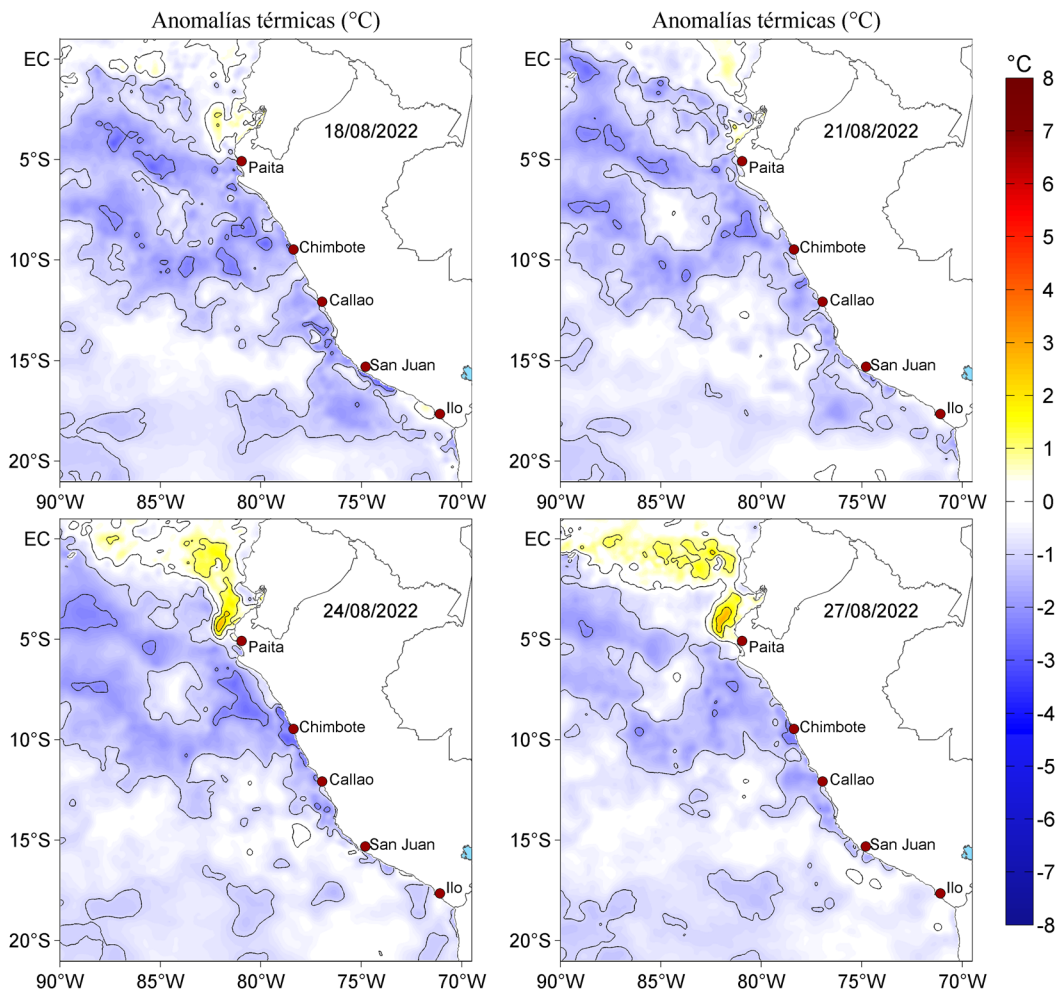 Anomalías térmicas (°C)
Anomalías térmicas (°C)
°C
EC
5°S
10°S
15°S
20°S
18/08/2022
Paita
Chimbote
Callao
San Juan
Ilo
90°W
85°W
80°W
75°W
70°W
EC
5°S
10°S
15°S
20°S
21/08/2022
Paita
Chimbote
Callao
San Juan
Ilo
90°W
85°W
80°W
75°W
70°W
EC
5°S
10°S
15°S
20°S
24/08/2022
Paita
Chimbote
Callao
San Juan
Ilo
90°W
85°W
80°W
75°W
70°W
EC
5°S
10°S
15°S
20°S
27/08/2022
Paita
Chimbote
Callao
San Juan
Ilo
90°W
85°W
80°W
75°W
70°W
8
7
6
5
4
3
2
1
0
-1
-2
-3
-4
-5
-6
-7
-8